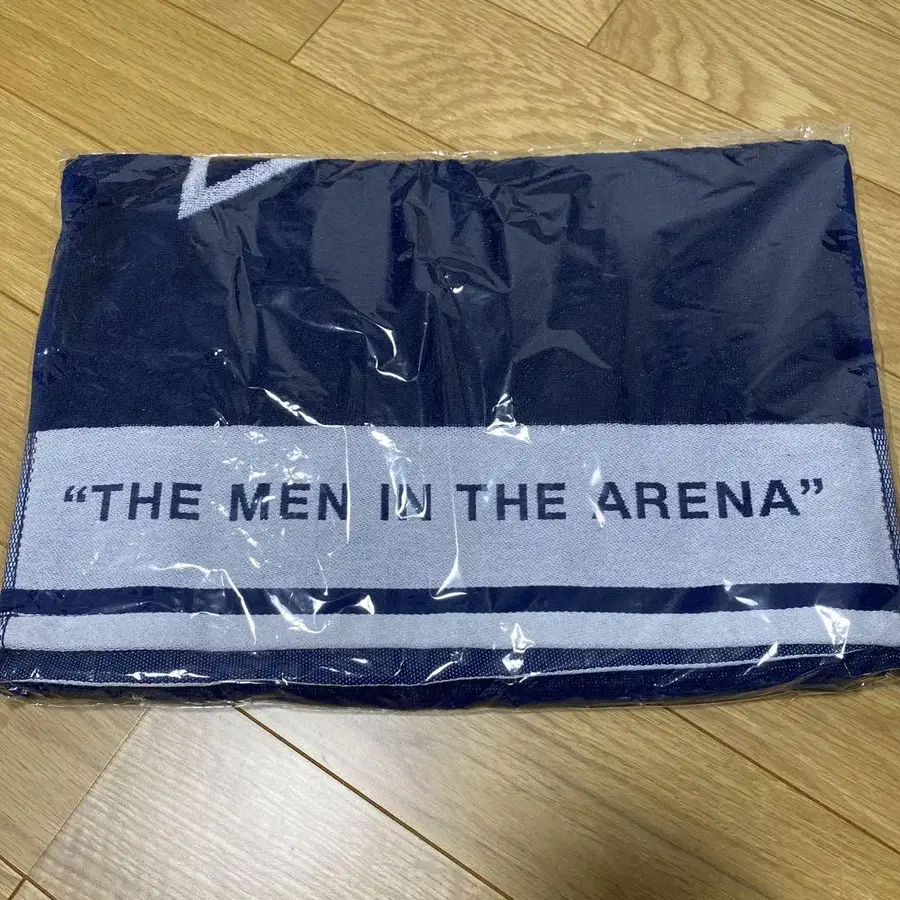 “THE MEN IN THE ARENA”